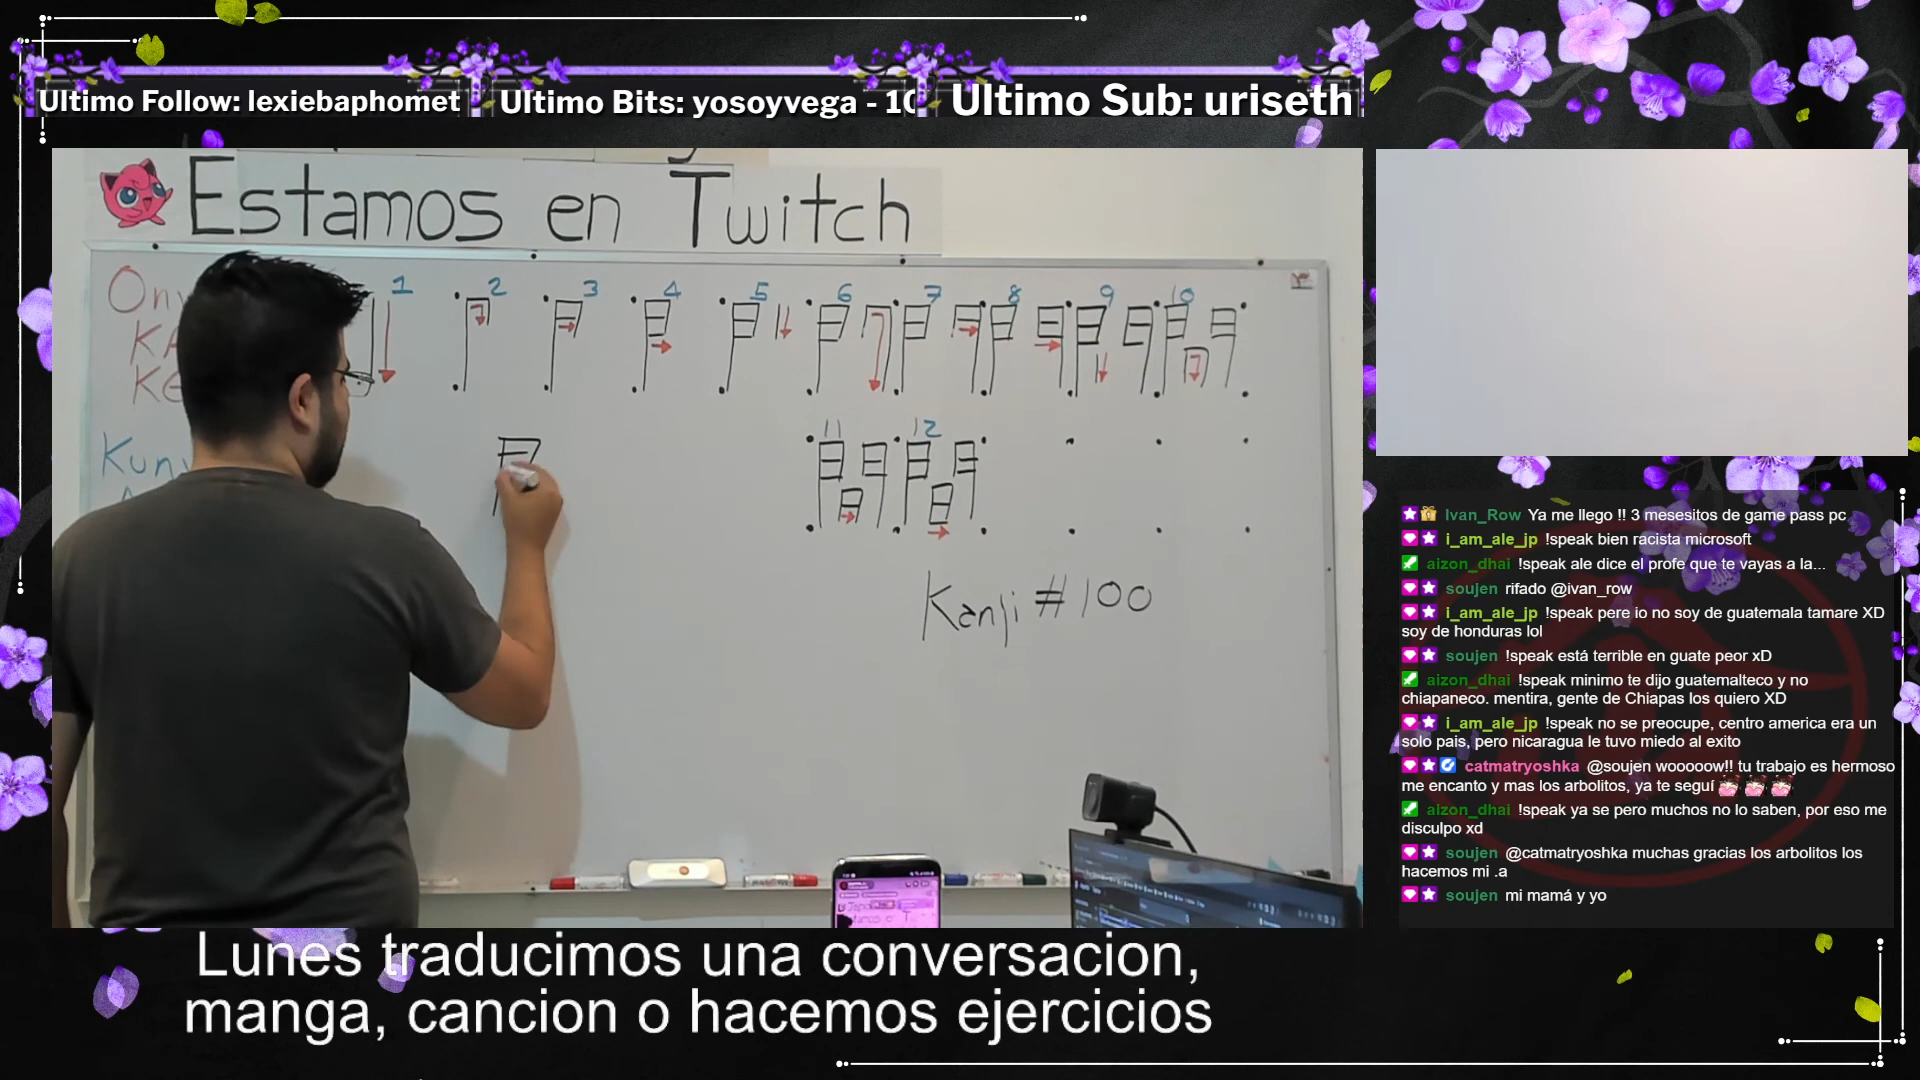 Ultimo Follow: lexiebaphomet
Ultimo Bits: yosoyvega - 10
Ultimo Sub: uriseth
Estamos en Twitch
On
1 2 3 4 5 6 7 8 9 10
KA
Ke
Kun
11 12
Kanji #100
Ivan_Row Ya me llego !! 3 mesesitos de game pass pc
i_am_ale_jp !speak bien racista microsoft
aizon_dhai !speak ale dice el profe que te vayas a la...
soujen rifado @ivan_row
i_am_ale_jp !speak pere io no soy de guatemala tamare XD
soy de honduras lol
soujen !speak está terrible en guate peor xD
aizon_dhai !speak minimo te dijo guatemalteco y no
chiapaneco. mentira, gente de Chiapas los quiero XD
i_am_ale_jp !speak no se preocupe, centro america era un
solo pais, pero nicaragua le tuvo miedo al exito
catmatryoshka @soujen wooooow!! tu trabajo es hermoso
me encanto y mas los arbolitos, ya te seguí
aizon_dhai !speak ya se pero muchos no lo saben, por eso me
disculpo xd
soujen @catmatryoshka muchas gracias los arbolitos los
hacemos mi .a
soujen mi mamá y yo
Lunes traducimos una conversacion,
manga, cancion o hacemos ejercicios